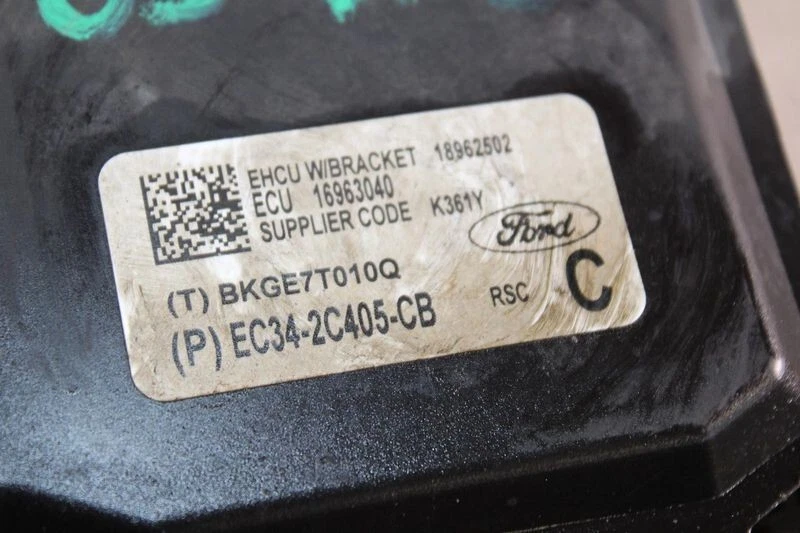 EHCU W/BRACKET 18962502
ECU 16963040
SUPPLIER CODE K361Y
Ford
(T) BKGE7T010Q
RSC C
(P) EC34-2C405-CB